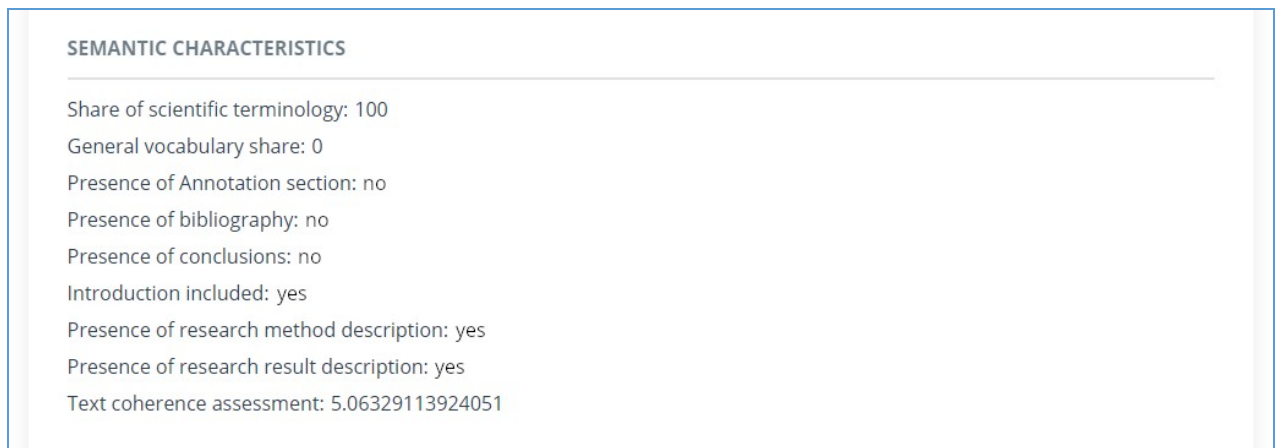 SEMANTIC CHARACTERISTICS
Share of scientific terminology: 100
General vocabulary share: 0
Presence of Annotation section: no
Presence of bibliography: no
Presence of conclusions: no
Introduction included: yes
Presence of research method description: yes
Presence of research result description: yes
Text coherence assessment: 5.06329113924051